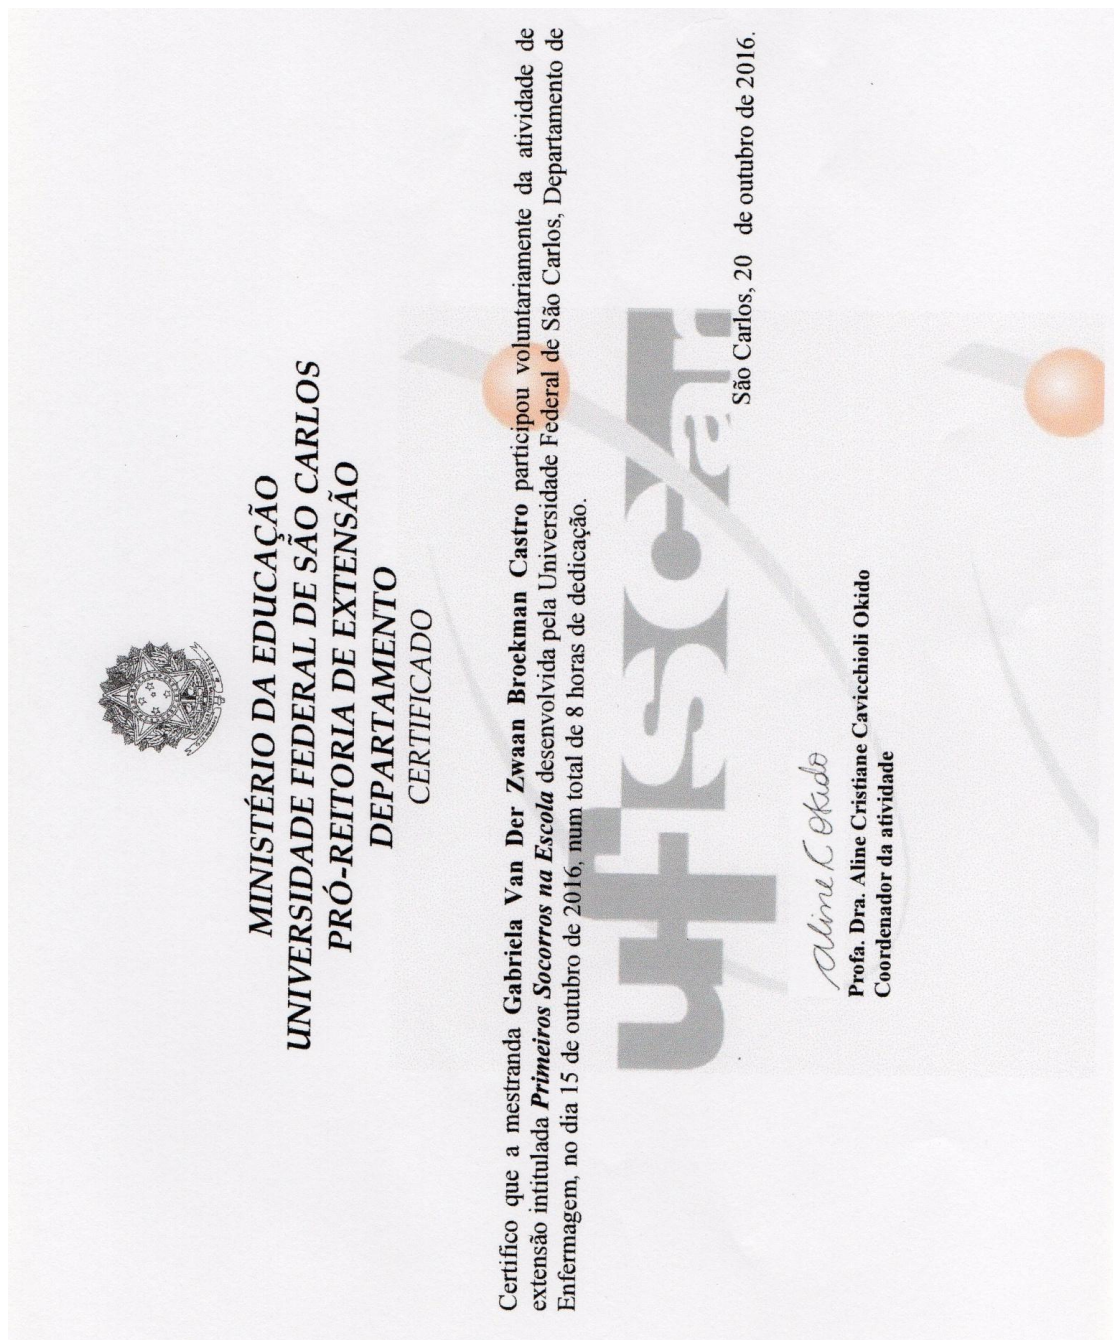 MINISTÉRIO DA EDUCAÇÃO
UNIVERSIDADE FEDERAL DE SÃO CARLOS
PRÓ-REITORIA DE EXTENSÃO
DEPARTAMENTO
CERTIFICADO
Certifico que a mestranda Gabriela Van Der Zwaan Broekman Castro participou voluntariamente da atividade de
extensão intitulada Primeiros Socorros na Escola desenvolvida pela Universidade Federal de São Carlos, Departamento de
Enfermagem, no dia 15 de outubro de 2016, num total de 8 horas de dedicação.
ufscar
São Carlos, 20 de outubro de 2016.
Aline C Okido
Profa. Dra. Aline Cristiane Cavicchioli Okido
Coordenador da atividade